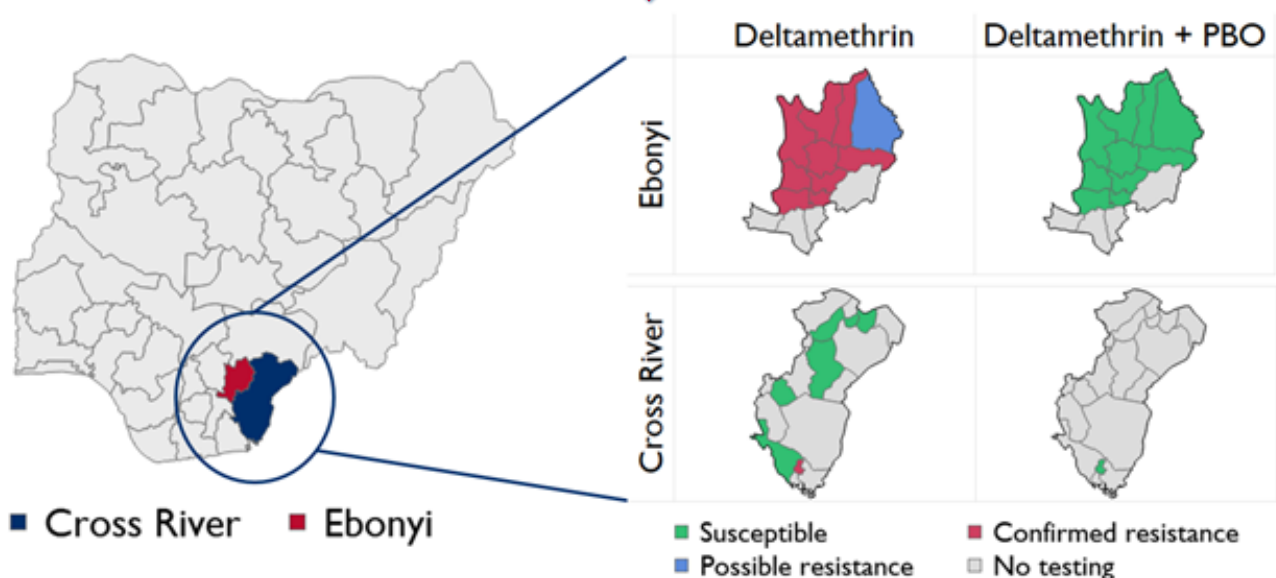 Deltamethrin
Deltamethrin + PBO
Ebonyi
Cross River
Cross River
Ebonyi
Susceptible
Confirmed resistance
Possible resistance
No testing